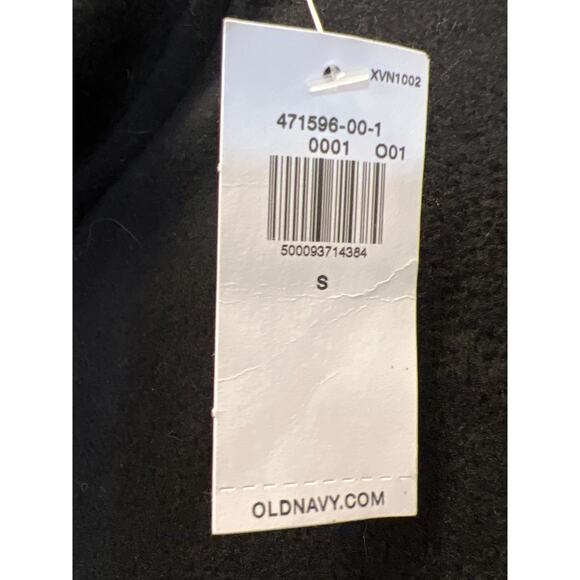 XVN1002
471596-00-1
0001 O01
500093714384
S
OLDNAVY.COM